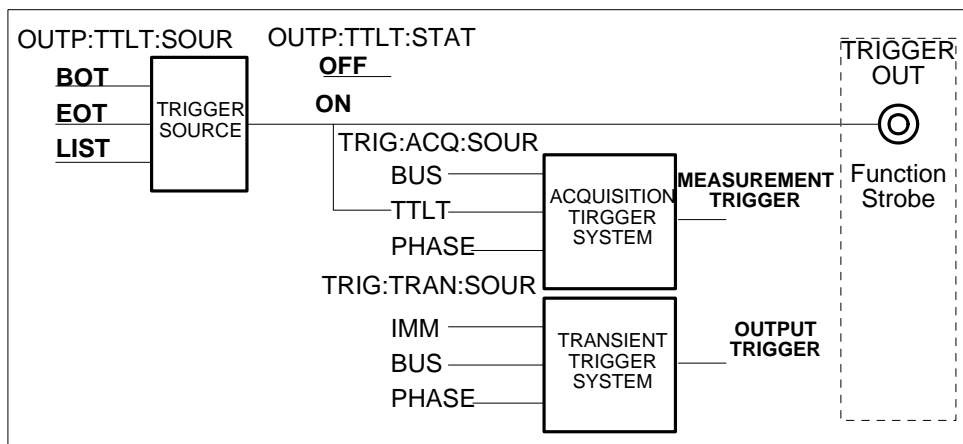 OUTP:TTLT:SOUR
OUTP:TTLT:STAT
BOT
EOT
LIST
TRIGGER
SOURCE
OFF
ON
TRIGGER
OUT
Function
Strobe
TRIG:ACQ:SOUR
BUS
TTLT
PHASE
ACQUISITION
TIRGGER
SYSTEM
MEASUREMENT
TRIGGER
TRIG:TRAN:SOUR
IMM
BUS
PHASE
TRANSIENT
TRIGGER
SYSTEM
OUTPUT
TRIGGER